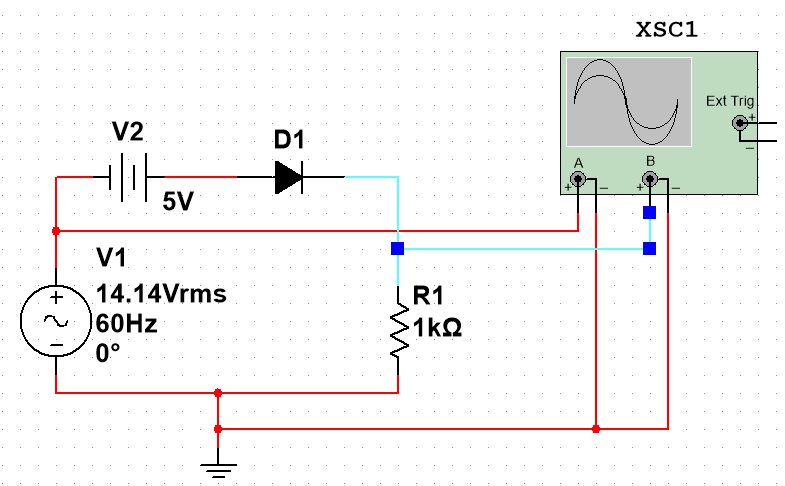 XSC1
Ext Trig
+
−
A
B
+
−
+
−
V2
5V
D1
V1
+
−
14.14Vrms
60Hz
0°
R1
1kΩ